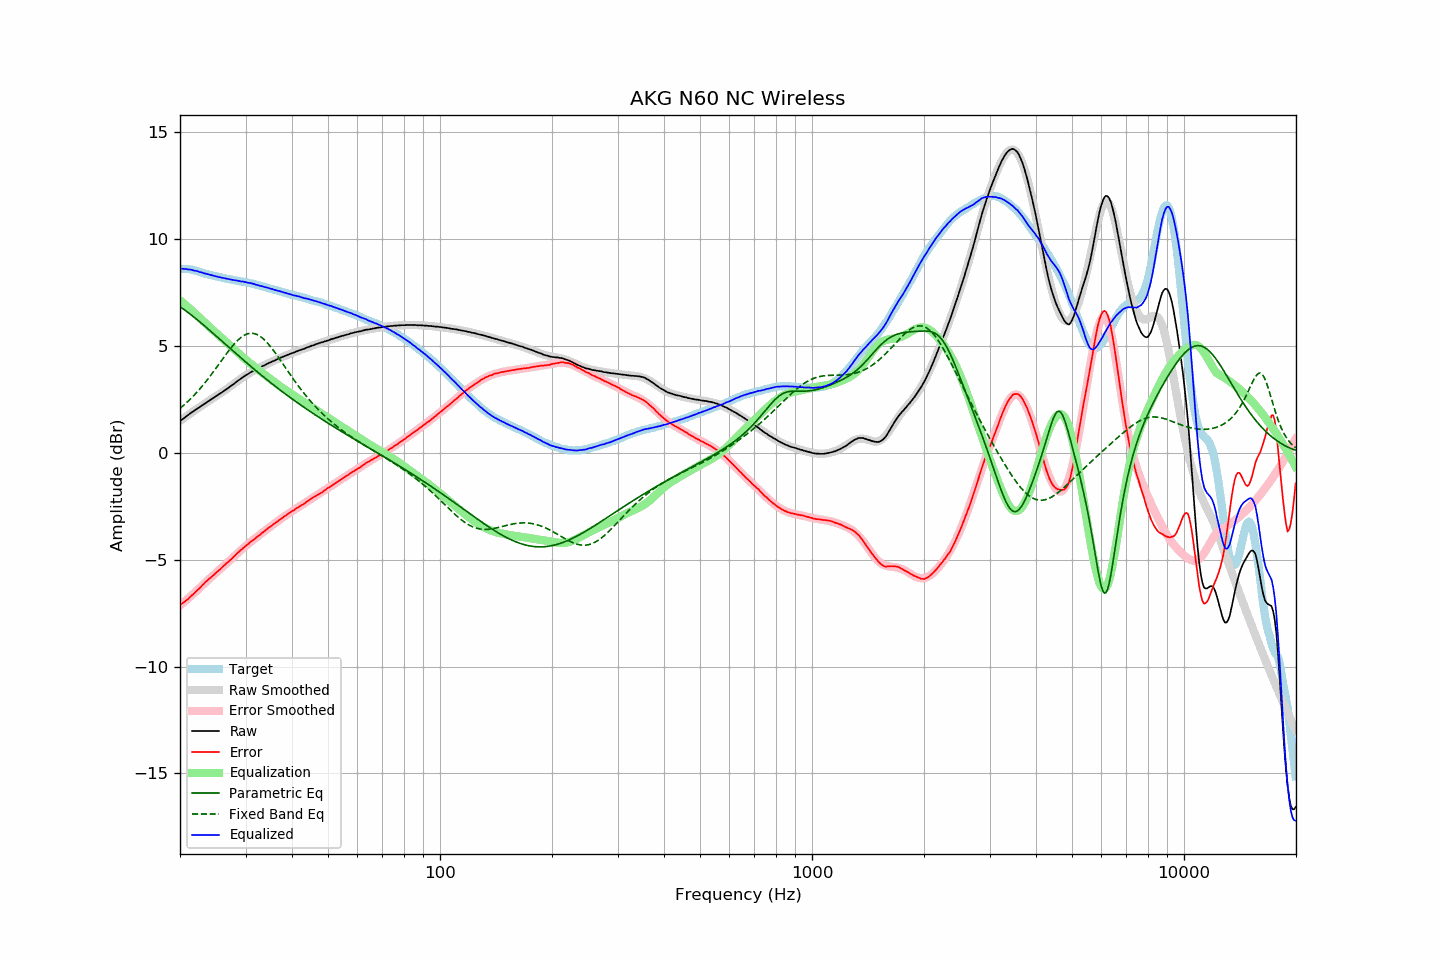 AKG N60 NC Wireless
15
10
5
0
−5
−10
−15
Amplitude (dBr)
Target
Raw Smoothed
Error Smoothed
Raw
Error
Equalization
Parametric Eq
Fixed Band Eq
Equalized
100 1000 10000
Frequency (Hz)